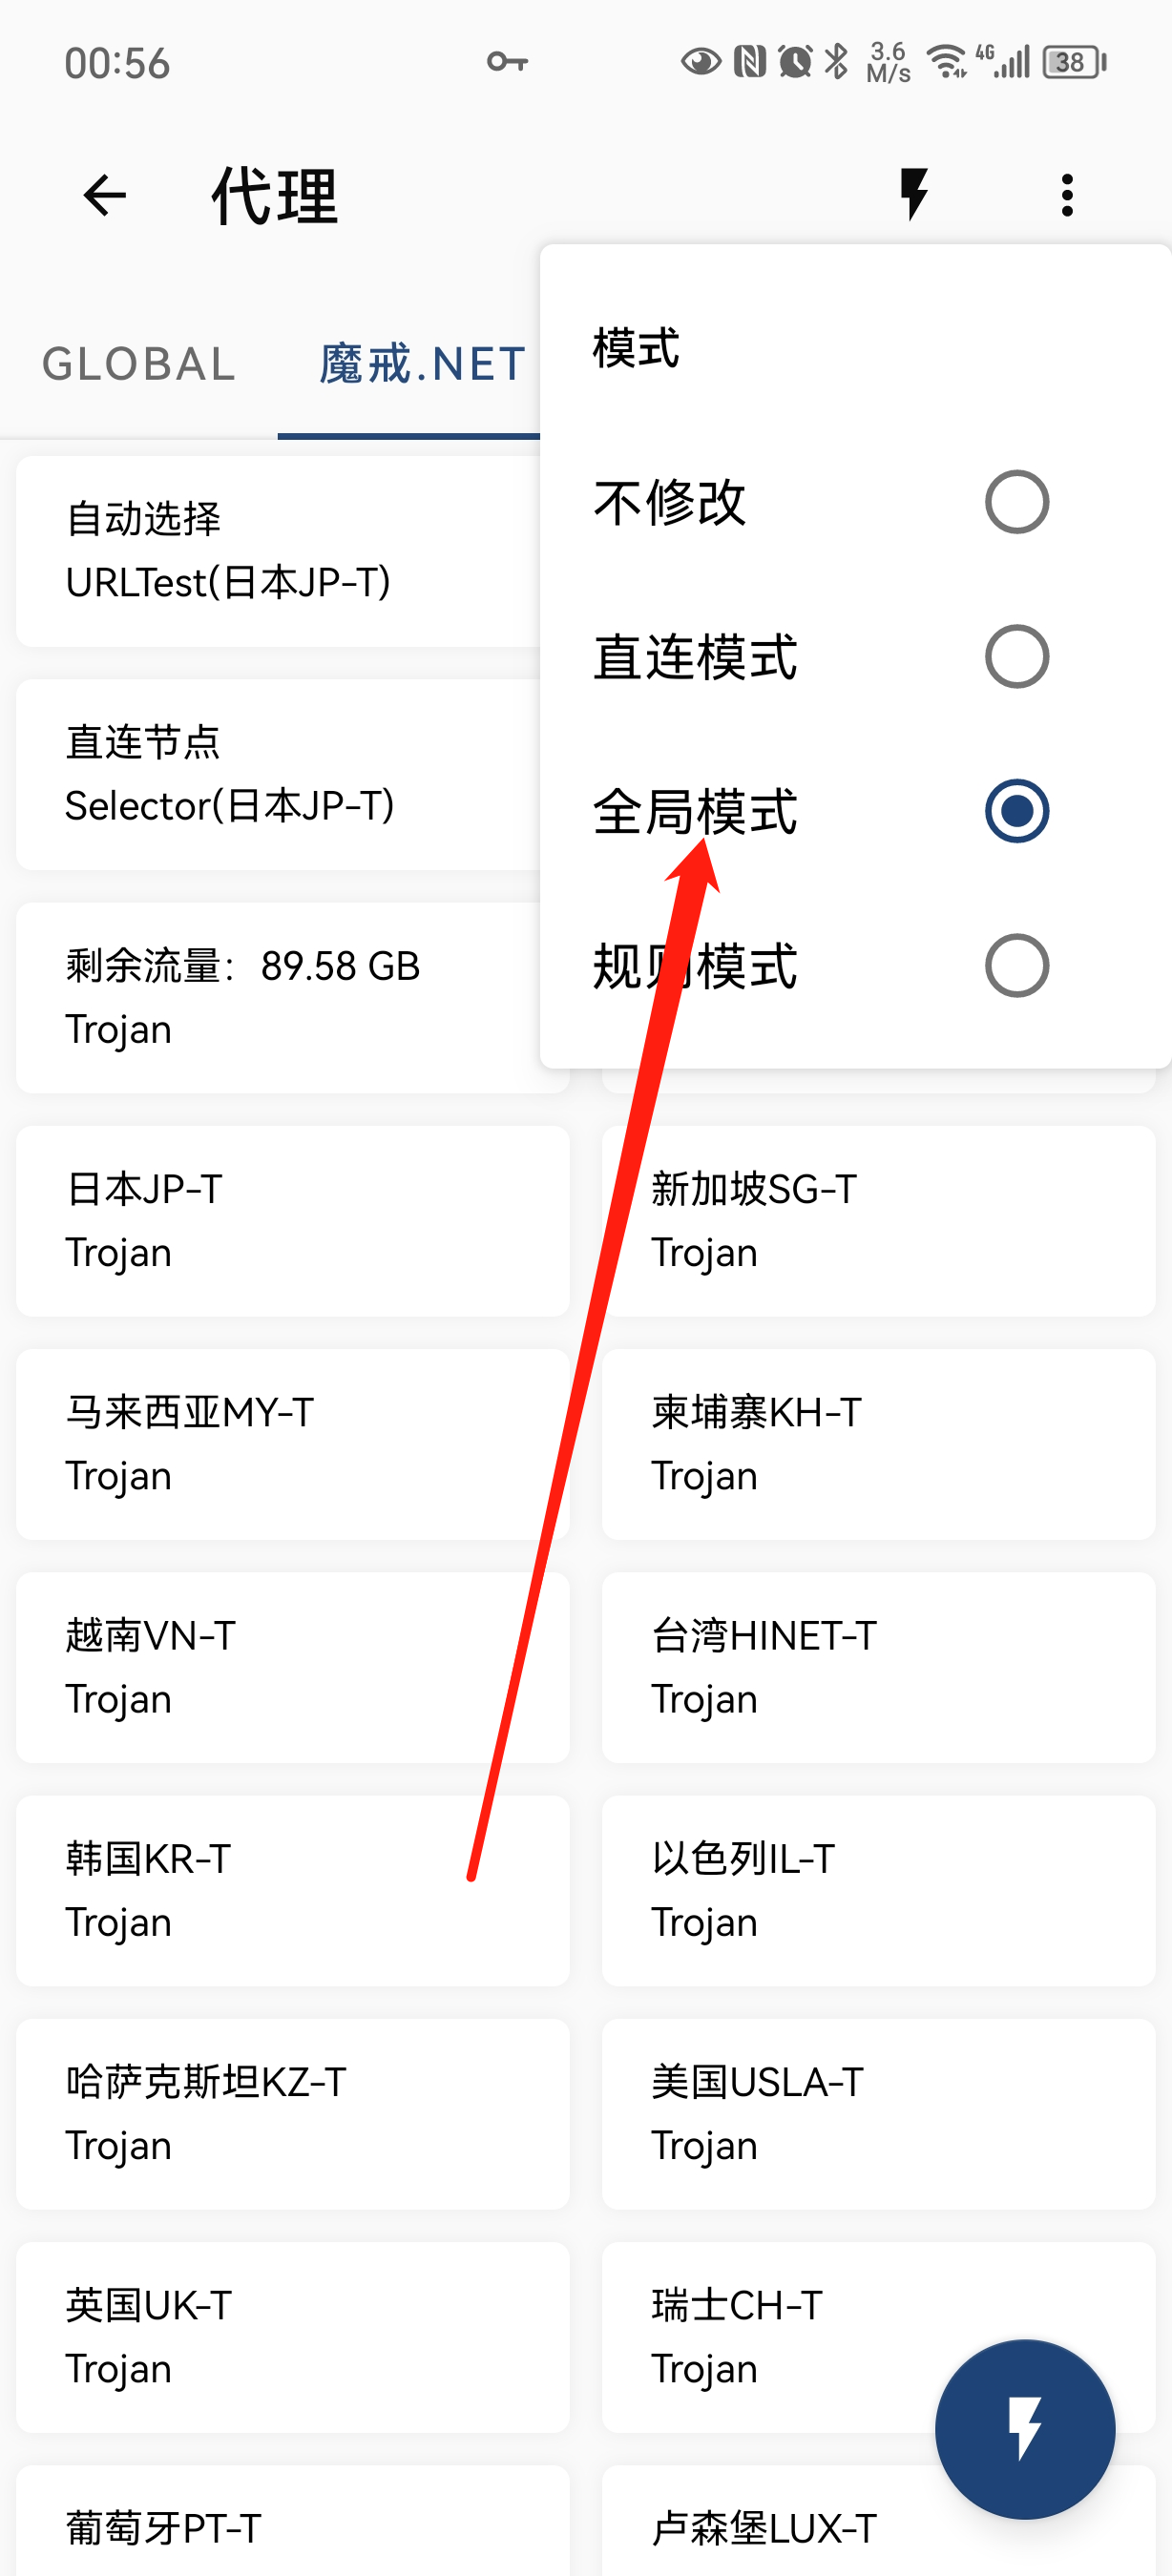 00:56
3.6
M/s
4G
38
代理
GLOBAL
魔戒.NET
模式
不修改
直连模式
全局模式
规则模式
自动选择
URLTest(日本JP-T)
直连节点
Selector(日本JP-T)
剩余流量：89.58 GB
Trojan
日本JP-T
Trojan
新加坡SG-T
Trojan
马来西亚MY-T
Trojan
柬埔寨KH-T
Trojan
越南VN-T
Trojan
台湾HINET-T
Trojan
韩国KR-T
Trojan
以色列IL-T
Trojan
哈萨克斯坦KZ-T
Trojan
美国USLA-T
Trojan
英国UK-T
Trojan
瑞士CH-T
Trojan
葡萄牙PT-T
卢森堡LUX-T